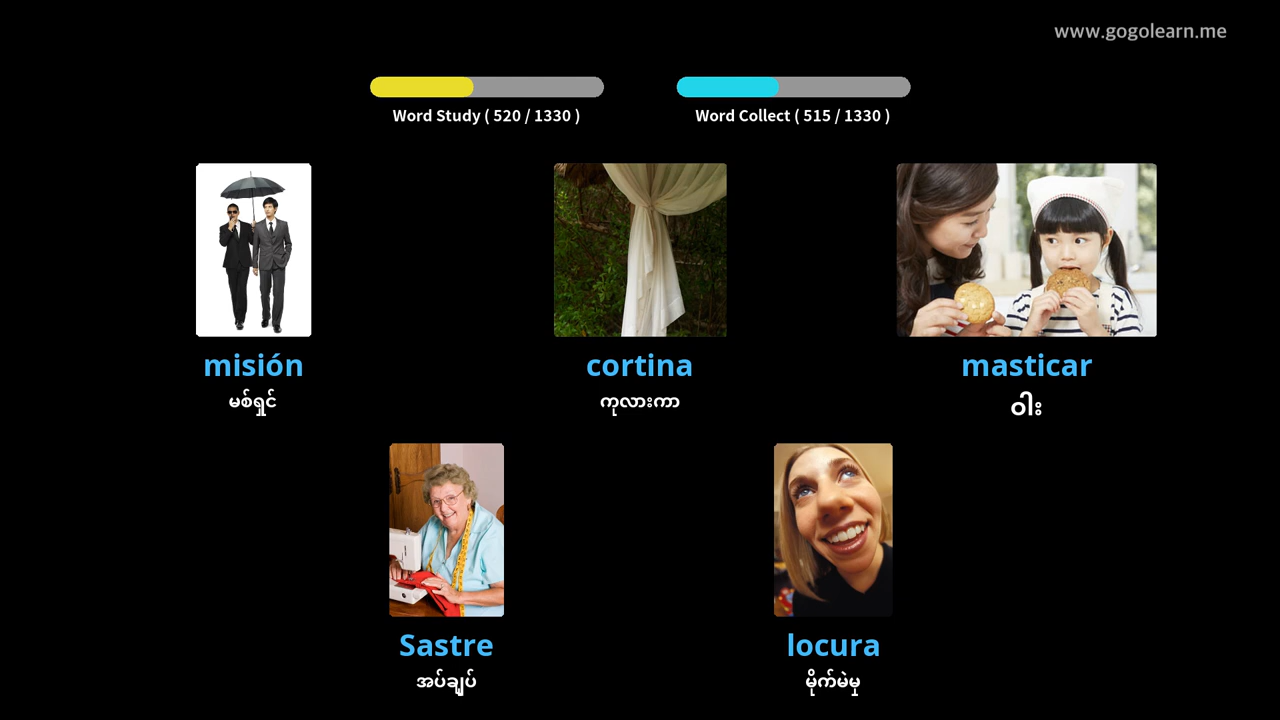 www.gogolearn.me
Word Study ( 520 / 1330 )
Word Collect ( 515 / 1330 )
misión
cortina
masticar
မစ်ရှင်
ကုလားကာ
ဝါး
Sastre
locura
အပ်ချုပ်
မိုက်မဲမှ